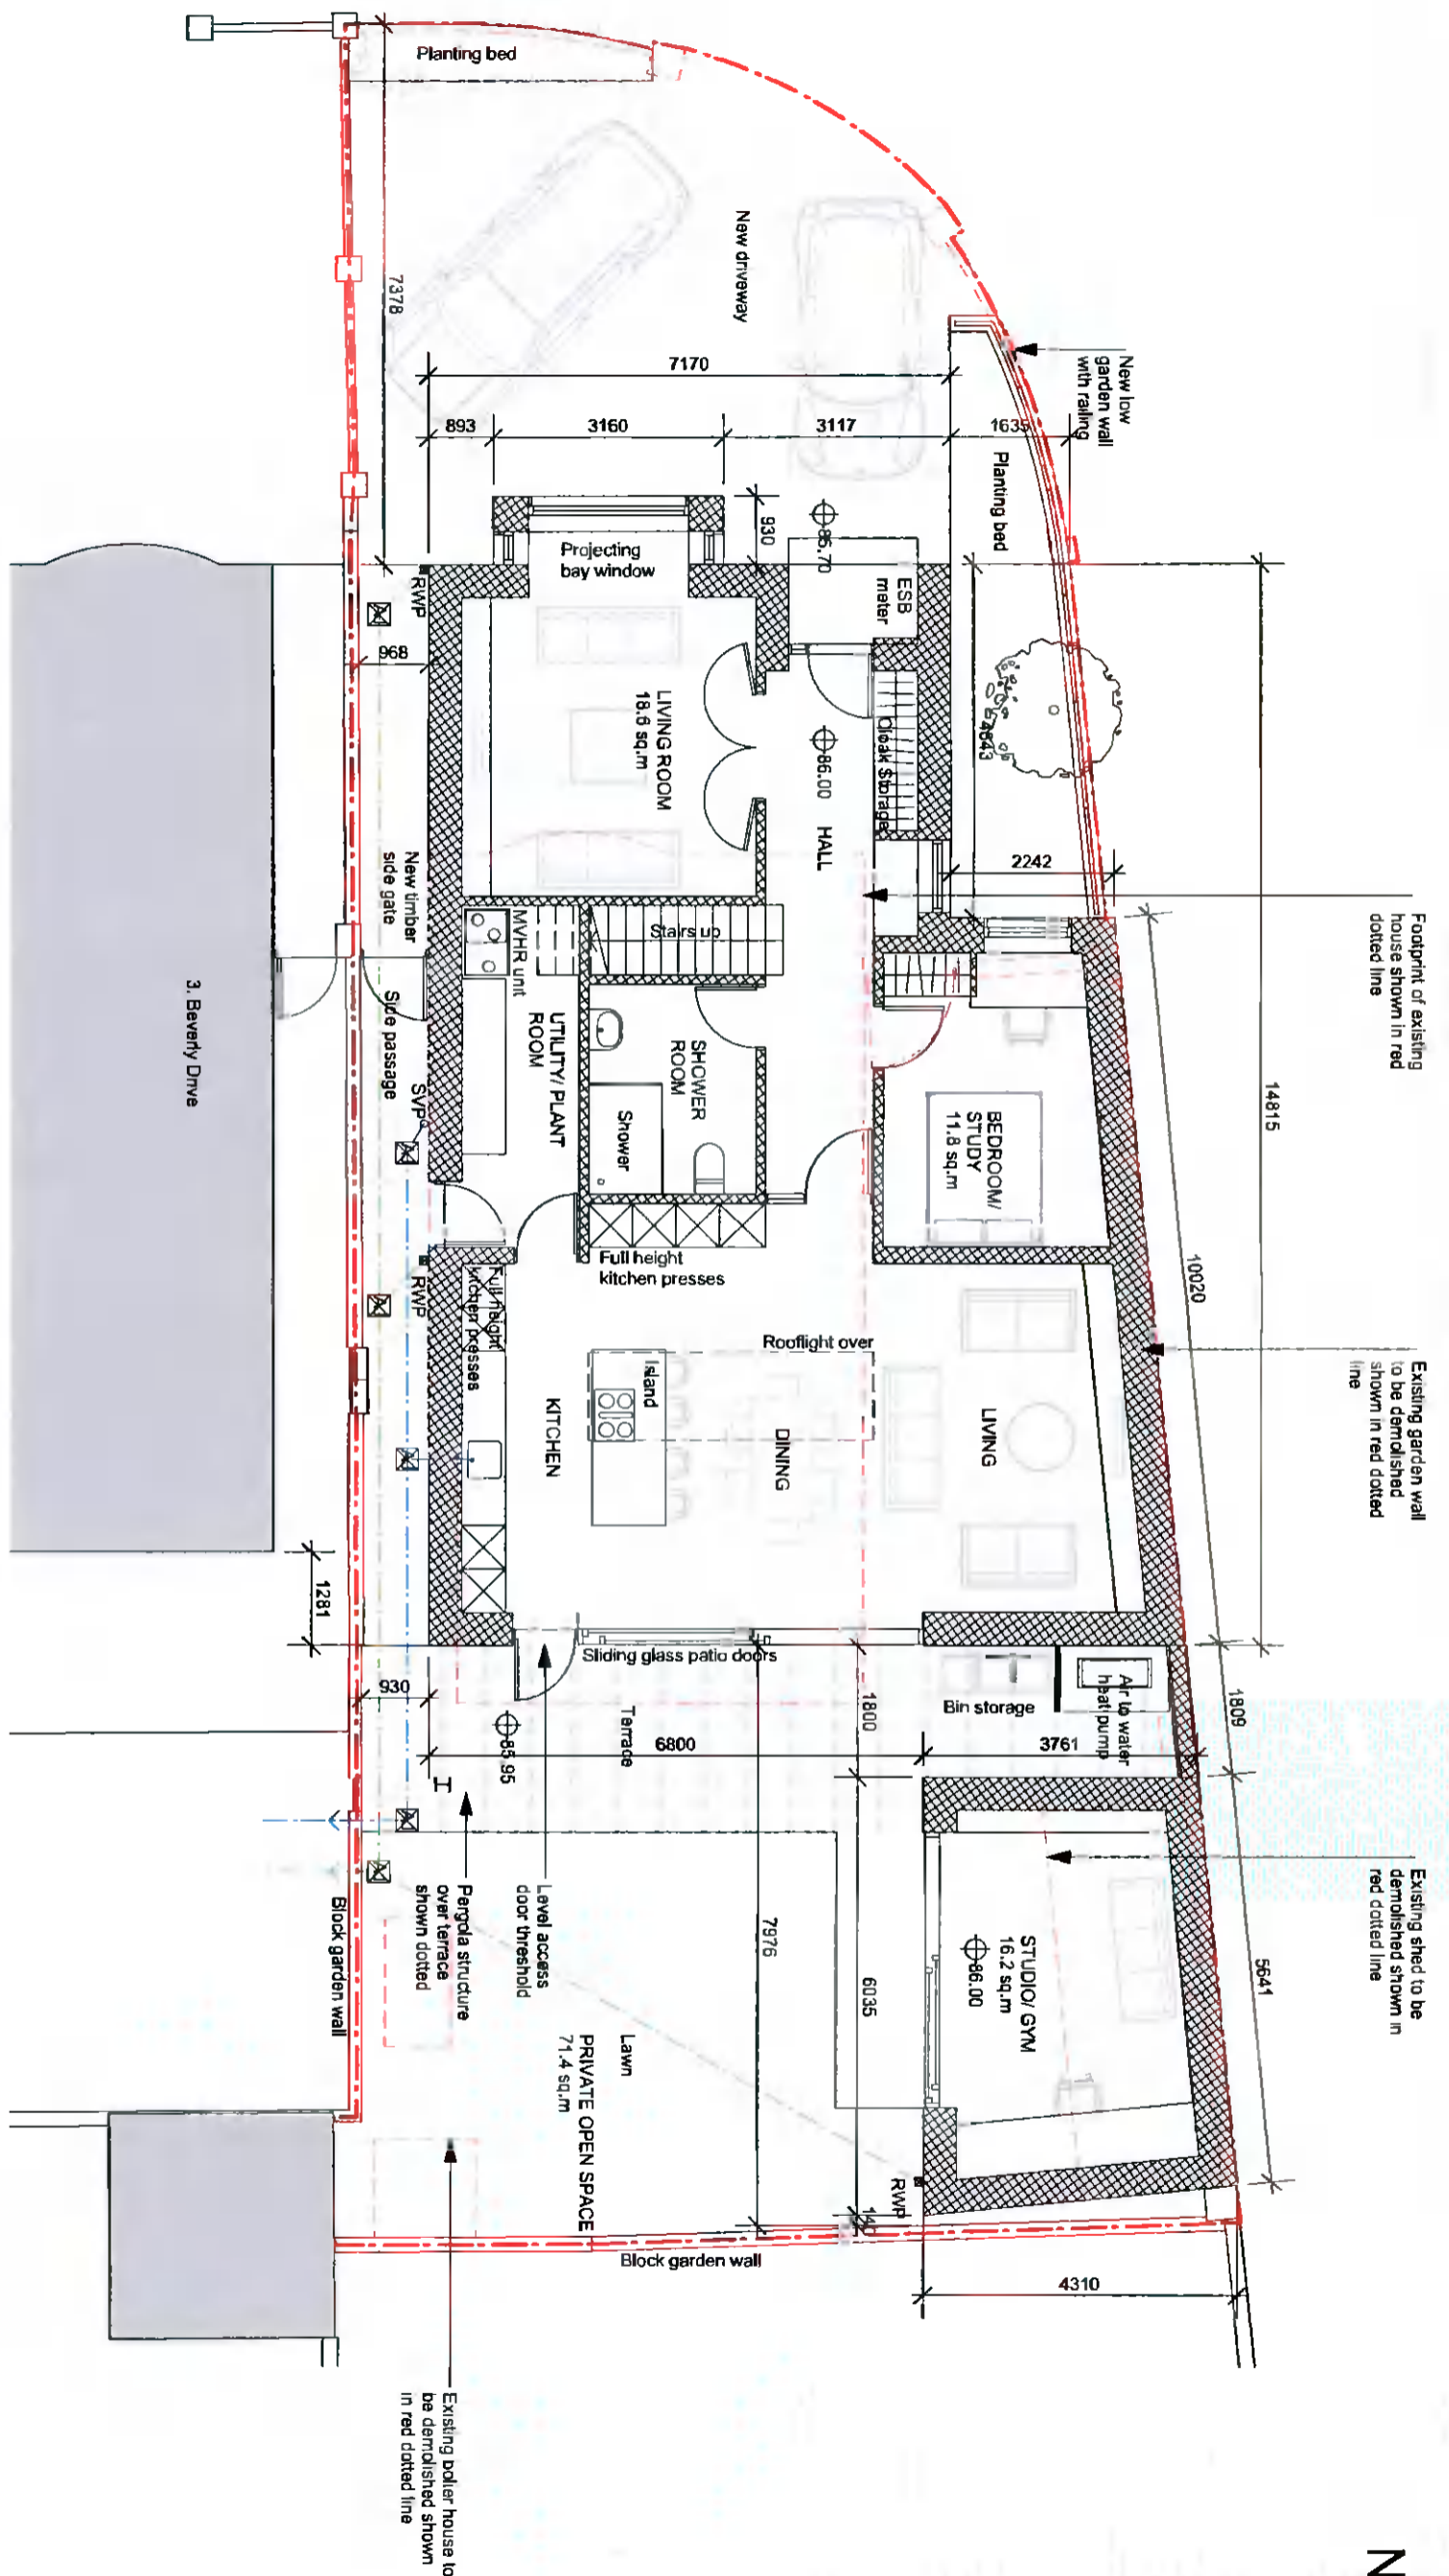 Planting bed
New driveway
7378
7170
893
3160
3117
1635
New low
garden wall
with railing
Planting bed
930
85.70
Projecting
bay window
ESB
meter
RWP
968
LIVING ROOM
18.6 sq.m
86.00
HALL
Cloak Storage
4643
2242
14815
Footprint of existing
house shown in red
dotted line
New timber
side gate
Side passage
SVP
3. Beverly Drive
MVHR unit
Stairs up
UTILITY/ PLANT
ROOM
SHOWER
ROOM
Shower
BEDROOM/
STUDY
11.8 sq.m
10020
Existing garden wall
to be demolished
shown in red dotted
line
Full height
kitchen presses
RWP
Full height
kitchen presses
Rooflight over
Island
KITCHEN
DINING
LIVING
1281
930
Sliding glass patio doors
1800
Bin storage
Air to water
heat pump
1809
Terrace
85.95
6800
3761
Existing shed to be
demolished shown in
red dotted line
Level access
door threshold
Pergola structure
over terrace
shown dotted
Block garden wall
7976
6035
STUDIO/ GYM
16.2 sq.m
86.00
5641
Lawn
PRIVATE OPEN SPACE
71.4 sq.m
RWP
Block garden wall
4310
Existing boiler house to
be demolished shown
in red dotted line
N